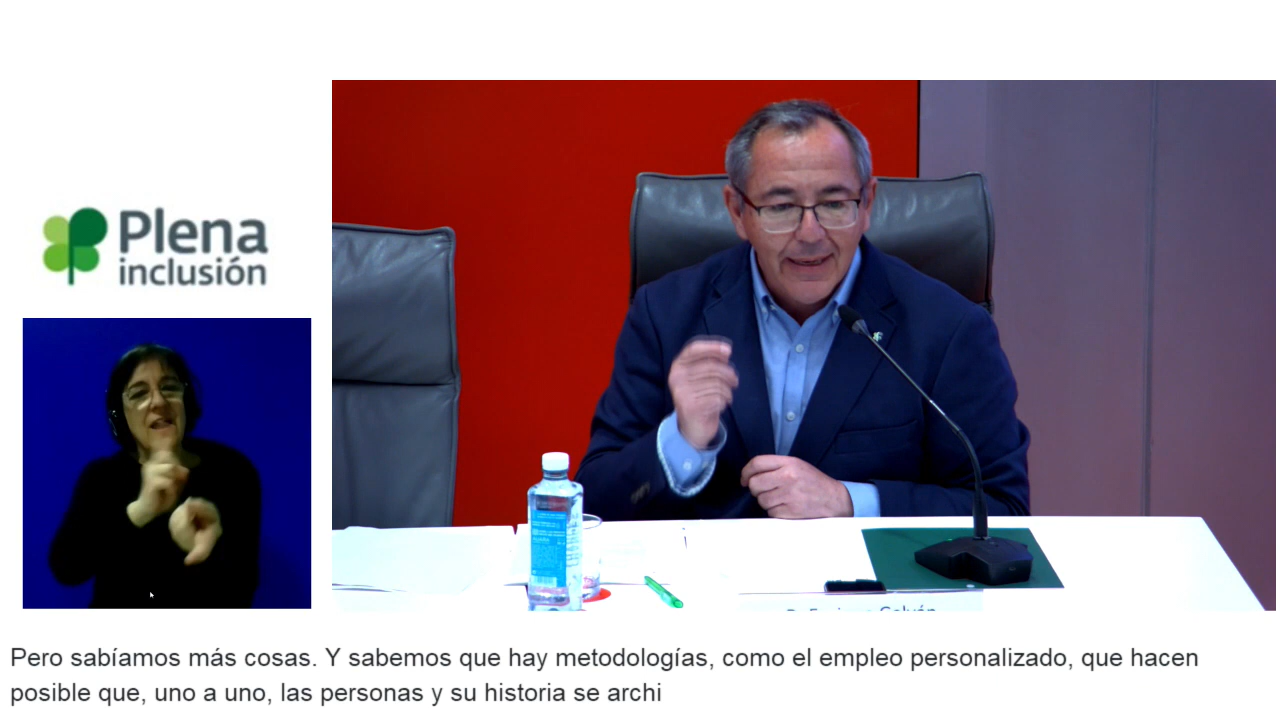 Plena
inclusión
Pero sabíamos más cosas. Y sabemos que hay metodologías, como el empleo personalizado, que hacen
posible que, uno a uno, las personas y su historia se archi